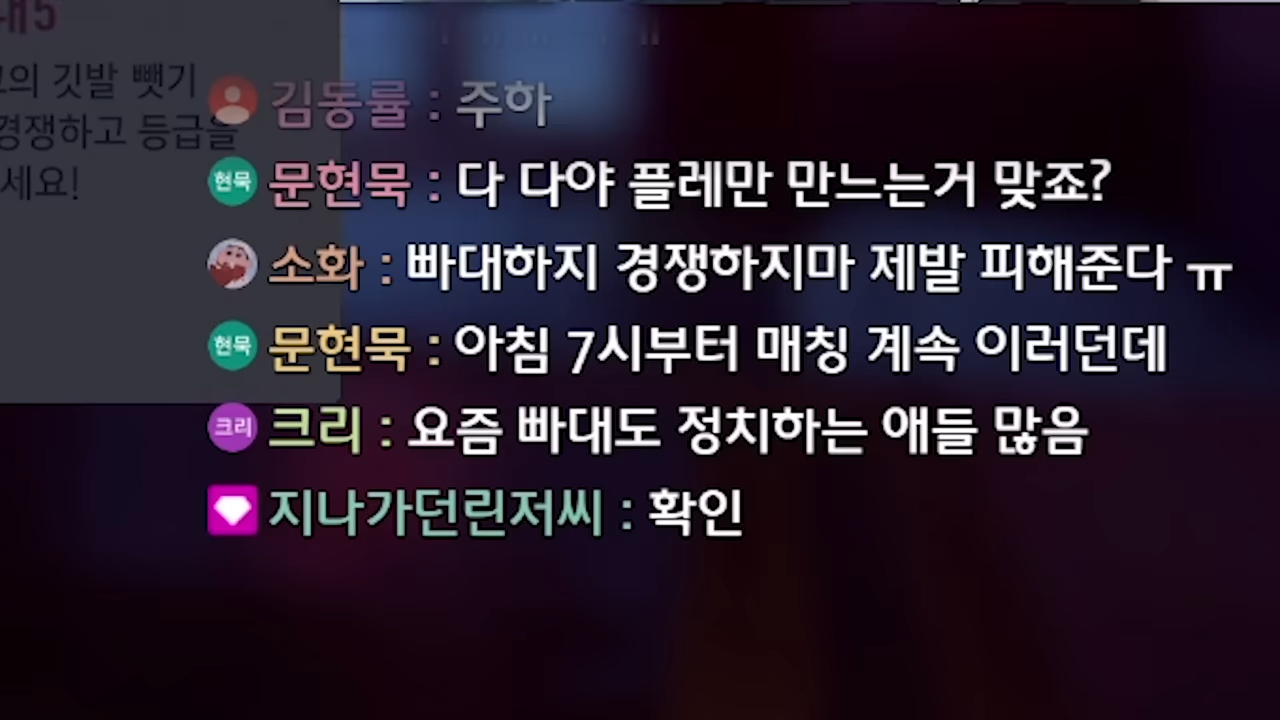 대5
의 깃발 뺏기
경쟁하고 등급을
세요!
김동률 : 주하
현묵 문현묵 : 다 다야 플레만 만느는거 맞죠?
소화 : 빠대하지 경쟁하지마 제발 피해준다 ㅠ
현묵 문현묵 : 아침 7시부터 매칭 계속 이러던데
크리 크리 : 요즘 빠대도 정치하는 애들 많음
지나가던린저씨 : 확인